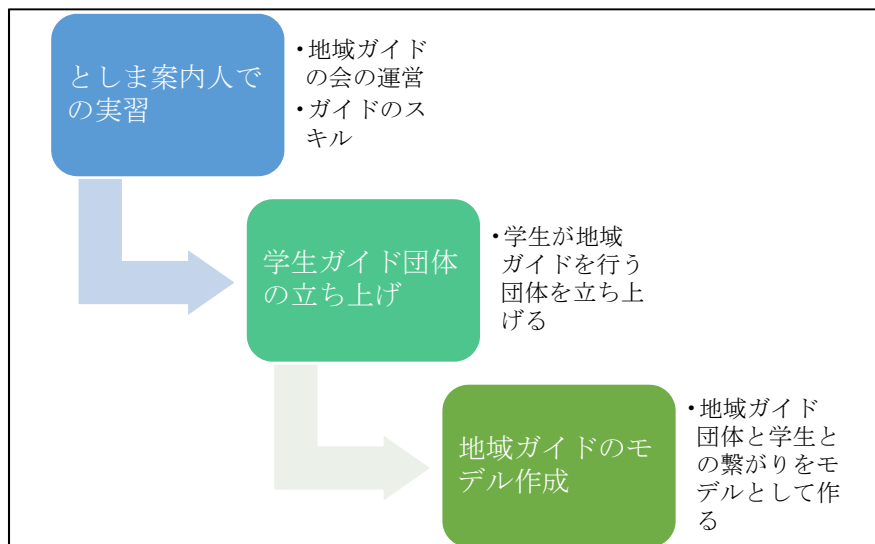 としま案内人で
の実習
・地域ガイド
の会の運営
・ガイドのス
キル
学生ガイド団体
の立ち上げ
・学生が地域
ガイドを行う
団体を立ち上
げる
地域ガイドのモ
デル作成
・地域ガイド
団体と学生と
の繋がりをモ
デルとして作
る